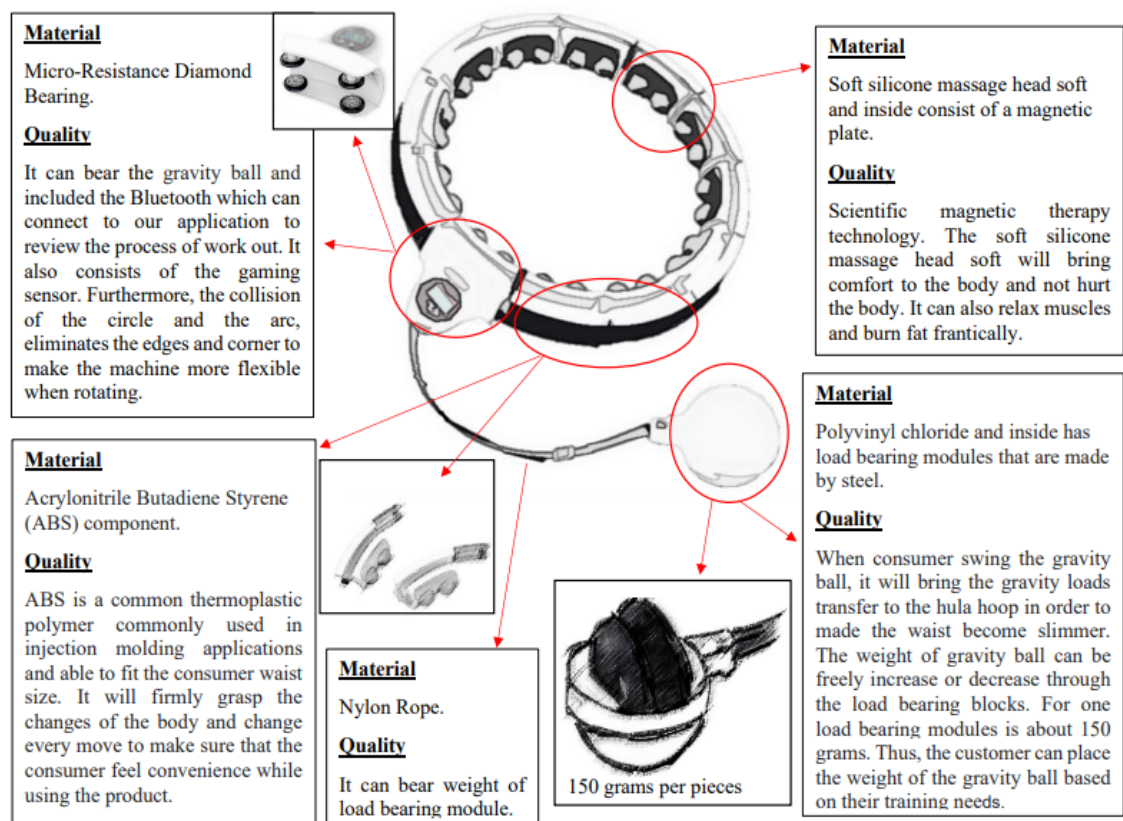 Material
Micro-Resistance Diamond
Bearing.
Quality
It can bear the gravity ball and
included the Bluetooth which can
connect to our application to
review the process of work out. It
also consists of the gaming
sensor. Furthermore, the collision
of the circle and the arc,
eliminates the edges and corner to
make the machine more flexible
when rotating.
Material
Soft silicone massage head soft
and inside consist of a magnetic
plate.
Quality
Scientific magnetic therapy
technology. The soft silicone
massage head soft will bring
comfort to the body and not hurt
the body. It can also relax muscles
and burn fat frantically.
Material
Acrylonitrile Butadiene Styrene
(ABS) component.
Quality
ABS is a common thermoplastic
polymer commonly used in
injection molding applications
and able to fit the consumer waist
size. It will firmly grasp the
changes of the body and change
every move to make sure that the
consumer feel convenience while
using the product.
Material
Nylon Rope.
Quality
It can bear weight of
load bearing module.
150 grams per pieces
Material
Polyvinyl chloride and inside has
load bearing modules that are made
by steel.
Quality
When consumer swing the gravity
ball, it will bring the gravity loads
transfer to the hula hoop in order to
made the waist become slimmer.
The weight of gravity ball can be
freely increase or decrease through
the load bearing blocks. For one
load bearing modules is about 150
grams. Thus, the customer can place
the weight of the gravity ball based
on their training needs.